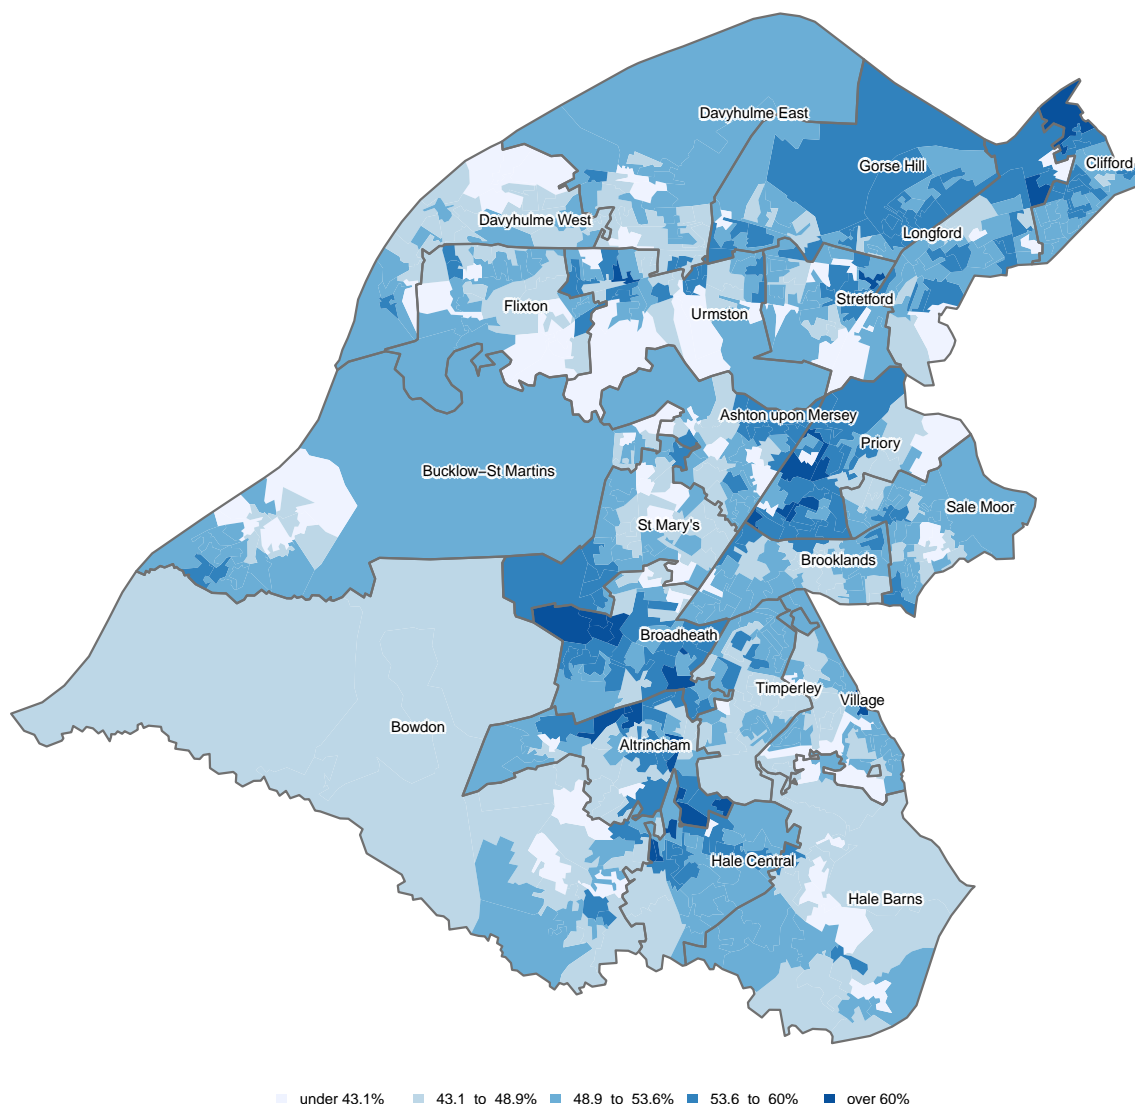 Davyhulme East
Gorse Hill
Clifford
Davyhulme West
Longford
Flixton
Stretford
Urmston
Ashton upon Mersey
Priory
Bucklow−St Martins
Sale Moor
St Mary's
Brooklands
Broadheath
Timperley
Village
Bowdon
Altrincham
Hale Central
Hale Barns
under 43.1% 43.1 to 48.9% 48.9 to 53.6% 53.6 to 60% over 60%